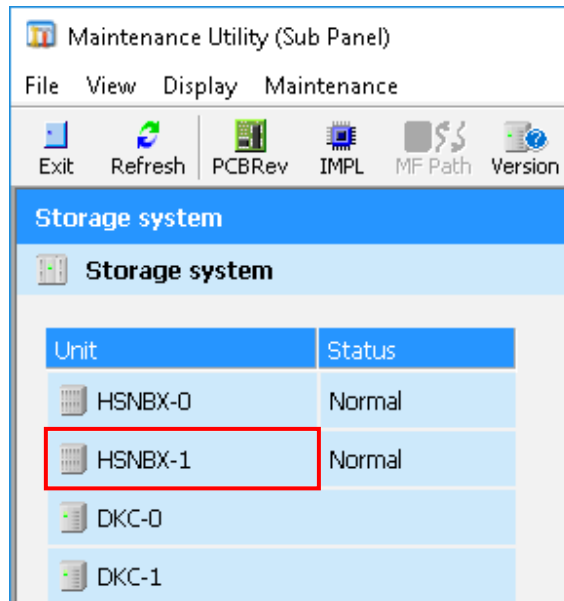 Maintenance Utility (Sub Panel)
File View Display Maintenance
Exit Refresh PCBRev IMPL MF Path Version
Storage system
Storage system
Unit Status
HSNBX-0 Normal
HSNBX-1 Normal
DKC-0
DKC-1